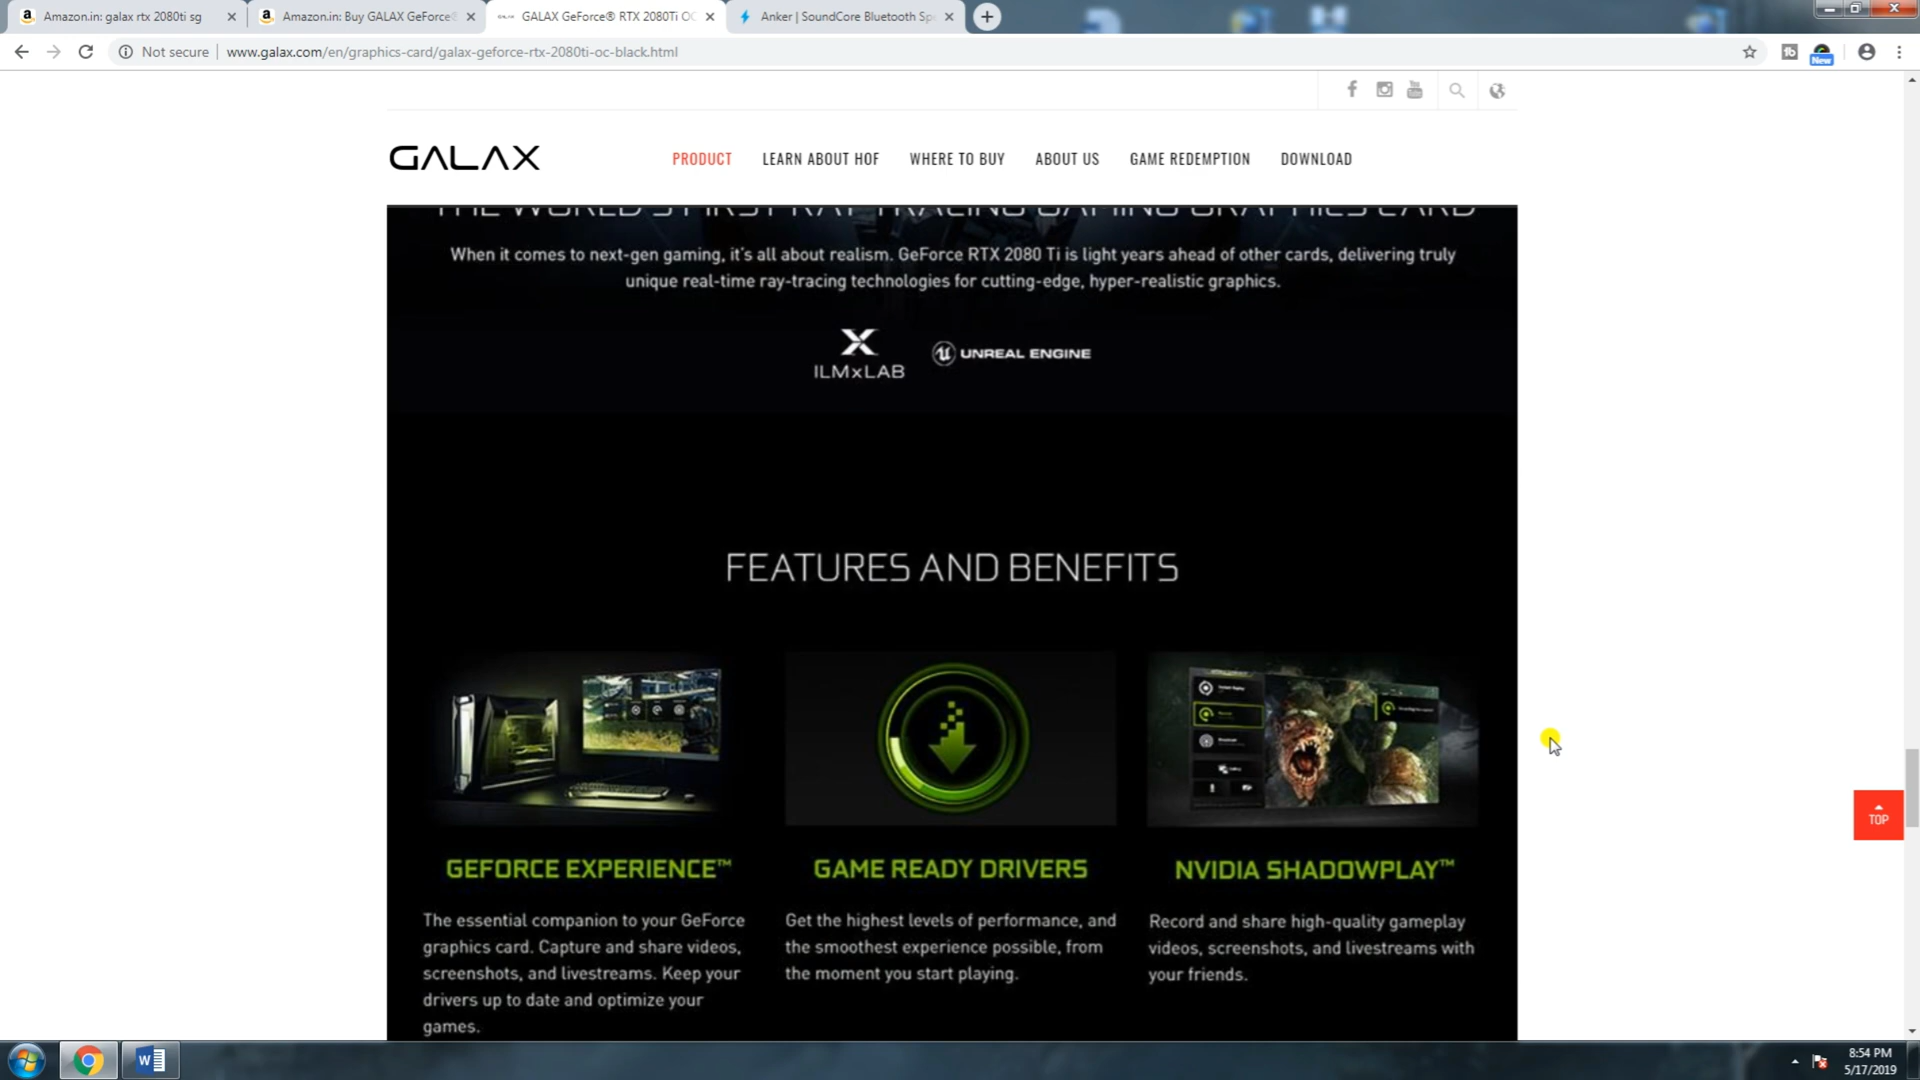 Amazon.in: galax rtx 2080ti sg
Amazon.in: Buy GALAX GeForce®
GALAX GeForce® RTX 2080Ti OC
Anker | SoundCore Bluetooth Sp
Not secure
www.galax.com/en/graphics-card/galax-geforce-rtx-2080ti-oc-black.html
New
GALAX
PRODUCT
LEARN ABOUT HOF
WHERE TO BUY
ABOUT US
GAME REDEMPTION
DOWNLOAD
THE WORLD'S FIRST RAY TRACING GAMING GRAPHICS CARD
When it comes to next-gen gaming, it's all about realism. GeForce RTX 2080 Ti is light years ahead of other cards, delivering truly
unique real-time ray-tracing technologies for cutting-edge, hyper-realistic graphics.
ILMxLAB
UNREAL ENGINE
FEATURES AND BENEFITS
GEFORCE EXPERIENCE™
The essential companion to your GeForce
graphics card. Capture and share videos,
screenshots, and livestreams. Keep your
drivers up to date and optimize your
games.
GAME READY DRIVERS
Get the highest levels of performance, and
the smoothest experience possible, from
the moment you start playing.
NVIDIA SHADOWPLAY™
Record and share high-quality gameplay
videos, screenshots, and livestreams with
your friends.
TOP
8:54 PM
5/17/2019